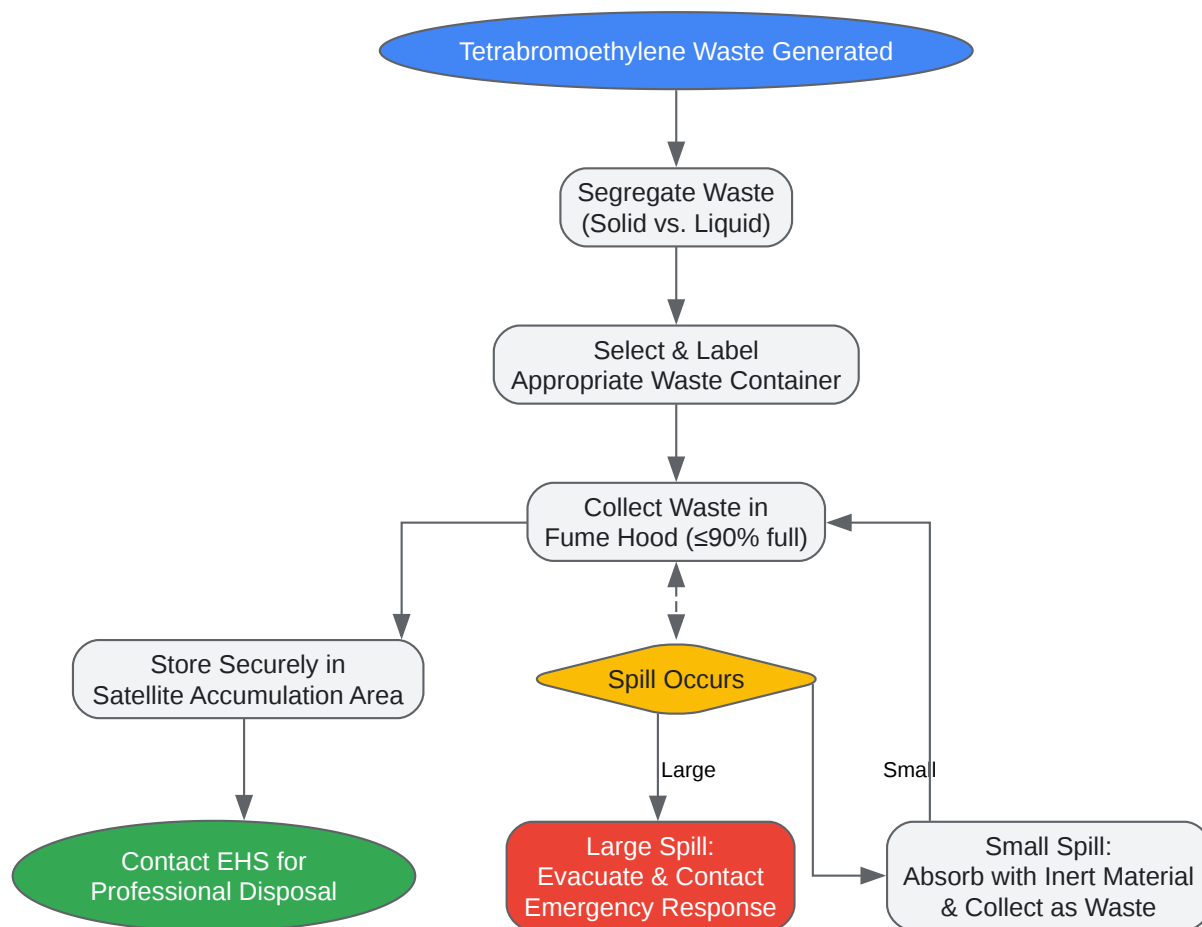 Tetrabromoethylene Waste Generated
Segregate Waste
(Solid vs. Liquid)
Select & Label
Appropriate Waste Container
Collect Waste in
Fume Hood (≤90% full)
Store Securely in
Satellite Accumulation Area
Spill Occurs
Large
Small
Contact EHS for
Professional Disposal
Large Spill:
Evacuate & Contact
Emergency Response
Small Spill:
Absorb with Inert Material
& Collect as Waste